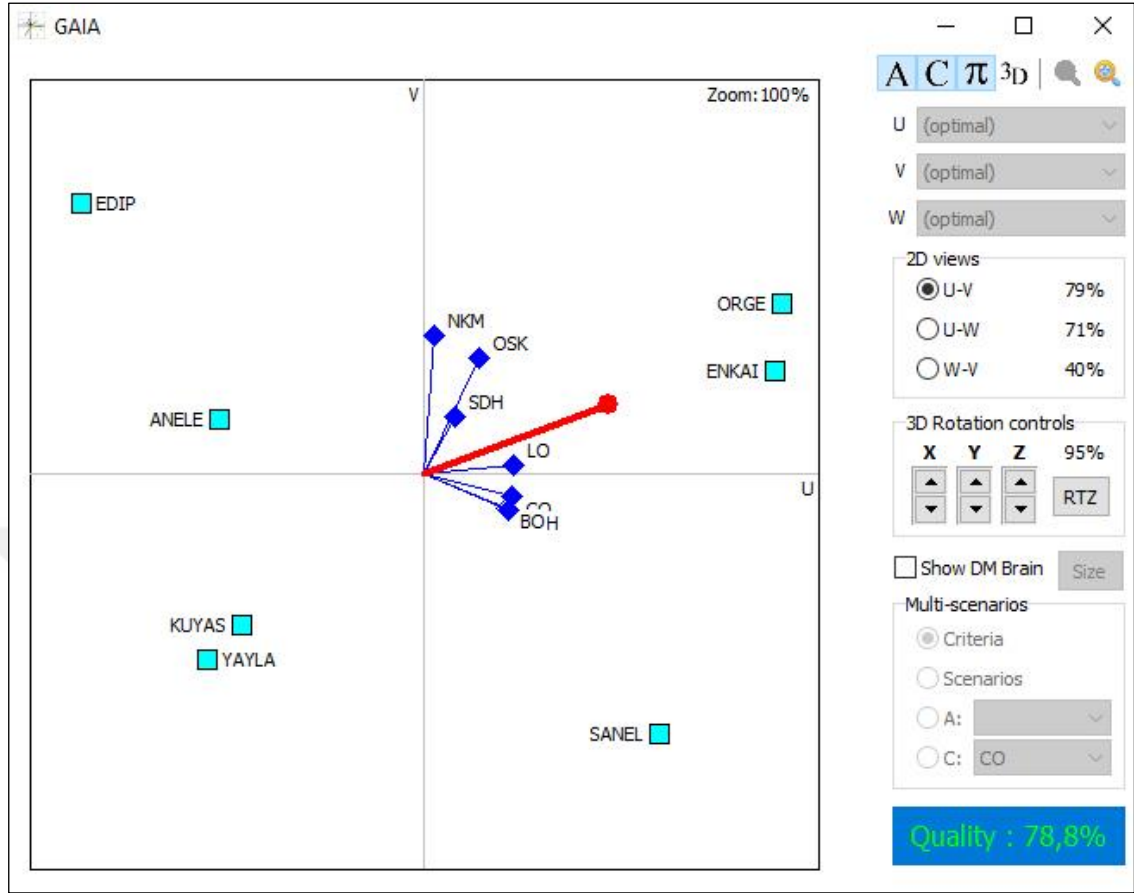 GAIA
A C π 3D
V
Zoom:100%
U (optimal)
V (optimal)
W (optimal)
EDIP
2D views
U-V 79%
U-W 71%
W-V 40%
ORGE
NKM
OSK
ENKAI
SDH
ANELE
3D Rotation controls
X Y Z 95%
RTZ
LO
U
BO
H
Show DM Brain
Size
Multi-scenarios
Criteria
Scenarios
A:
C: CO
KUYAS
YAYLA
SANEL
Quality : 78,8%